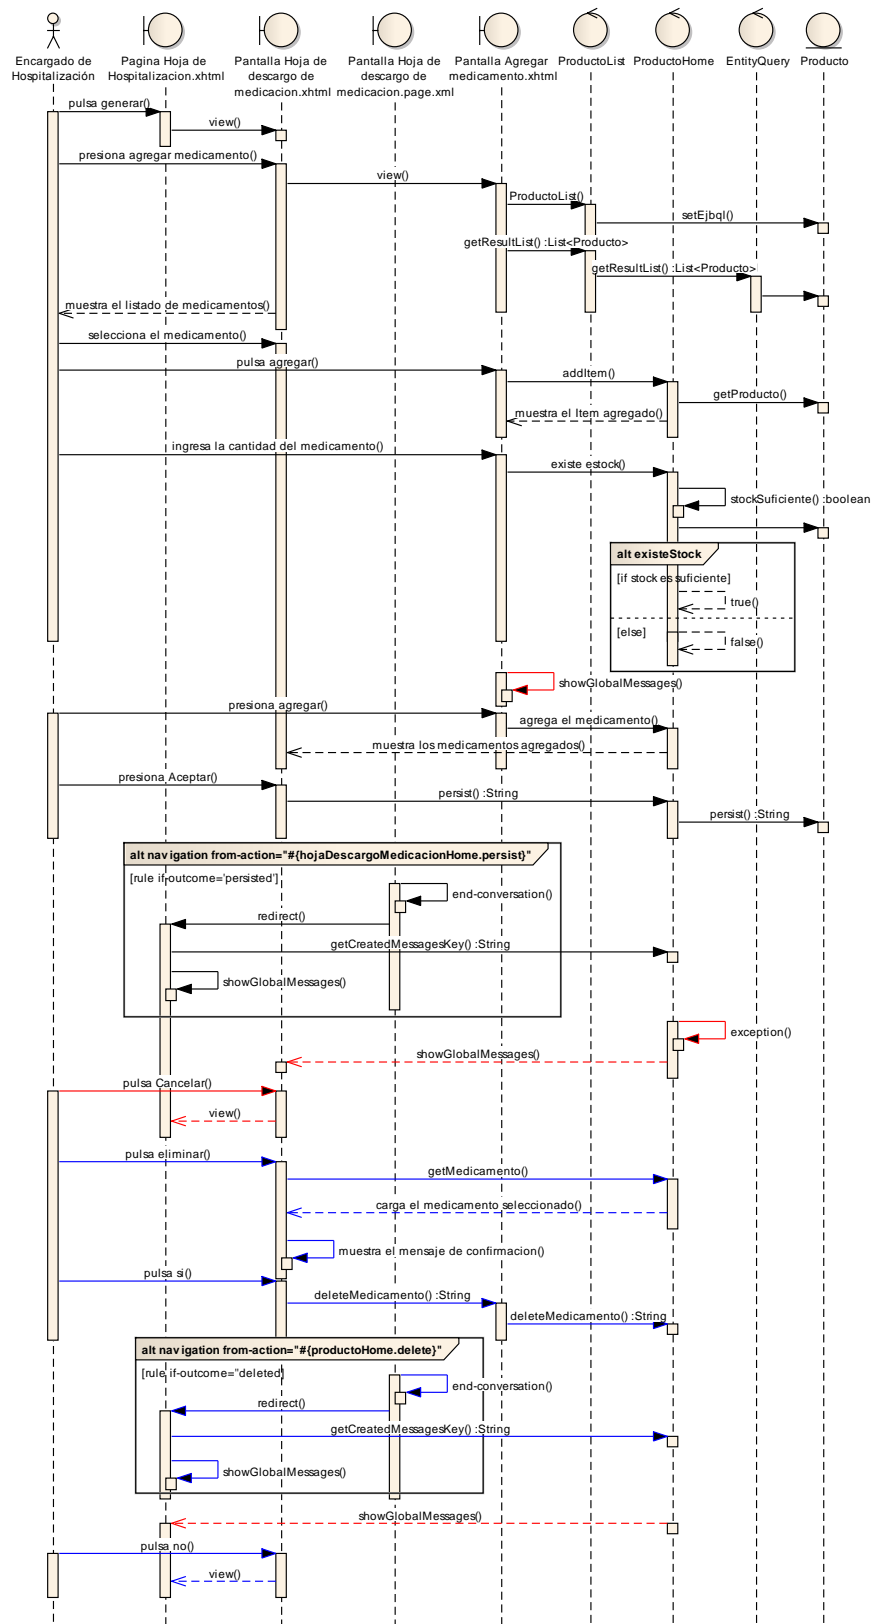 Encargado de
Hospitalización
Pagina Hoja de
Hospitalizacion.xhtml
Pantalla Hoja de
descargo de
medicacion.xhtml
Pantalla Hoja de
descargo de
medicacion.page.xml
Pantalla Agregar
medicamento.xhtml
ProductoList
ProductoHome
EntityQuery
Producto
pulsa generar()
view()
presiona agregar medicamento()
view()
ProductoList()
setEjbql()
getResultList() :List<Producto>
getResultList() :List<Producto>
muestra el listado de medicamentos()
selecciona el medicamento()
pulsa agregar()
addItem()
getProducto()
muestra el Item agregado()
ingresa la cantidad del medicamento()
existe estock()
stockSuficiente() :boolean
alt existeStock
[if stock es suficiente]
true()
[else]
false()
showGlobalMessages()
presiona agregar()
agrega el medicamento()
muestra los medicamentos agregados()
presiona Aceptar()
persist() :String
persist() :String
alt navigation from-action="#{hojaDescargoMedicacionHome.persist}"
[rule if-outcome='persisted']
end-conversation()
redirect()
getCreatedMessagesKey() :String
showGlobalMessages()
exception()
showGlobalMessages()
pulsa Cancelar()
view()
pulsa eliminar()
getMedicamento()
carga el medicamento seleccionado()
muestra el mensaje de confirmacion()
pulsa si()
deleteMedicamento() :String
deleteMedicamento() :String
alt navigation from-action="#{productoHome.delete}"
[rule if-outcome="deleted]
end-conversation()
redirect()
getCreatedMessagesKey() :String
showGlobalMessages()
showGlobalMessages()
pulsa no()
view()